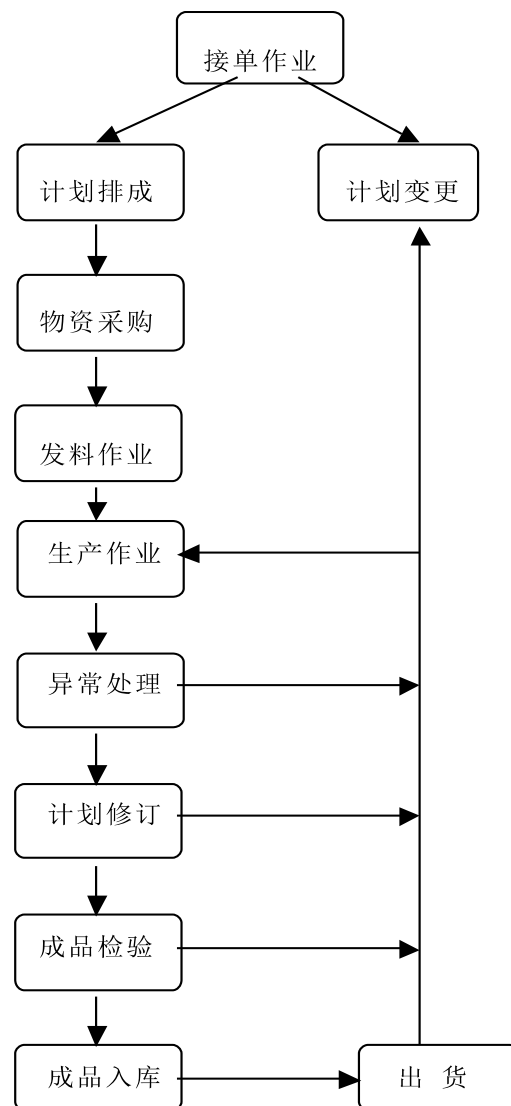 接单作业
计划排成
计划变更
物资采购
发料作业
生产作业
异常处理
计划修订
成品检验
成品入库
出 货